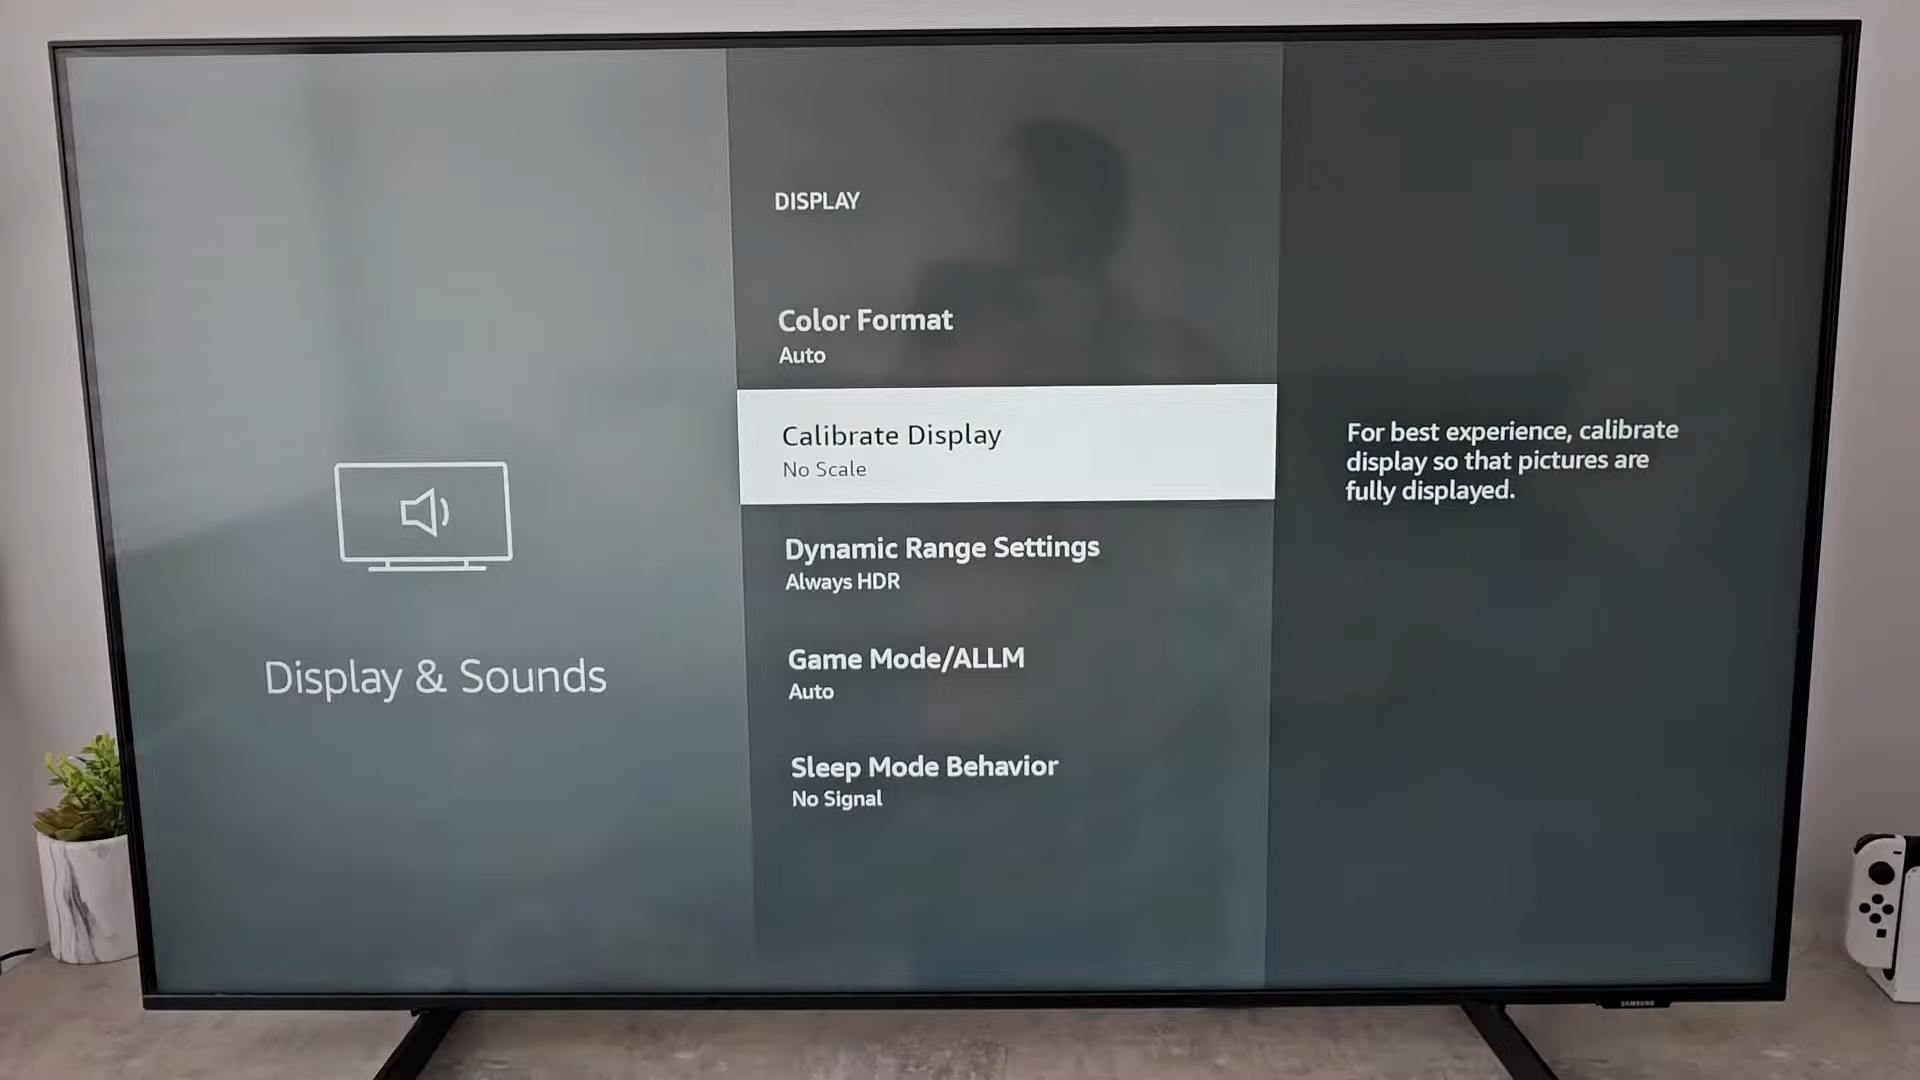 DISPLAY
Color Format
Auto
Calibrate Display
No Scale
Dynamic Range Settings
Always HDR
Game Mode/ALLM
Auto
Sleep Mode Behavior
No Signal
Display & Sounds
For best experience, calibrate
display so that pictures are
fully displayed.
SAMSUNG